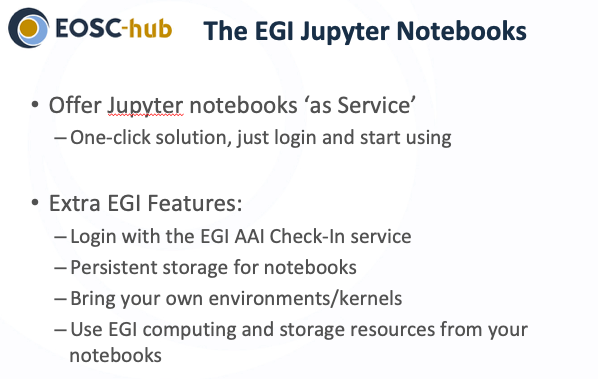 EOSC-hub
The EGI Jupyter Notebooks
• Offer Jupyter notebooks ‘as Service’
– One-click solution, just login and start using
• Extra EGI Features:
– Login with the EGI AAI Check-In service
– Persistent storage for notebooks
– Bring your own environments/kernels
– Use EGI computing and storage resources from your
notebooks